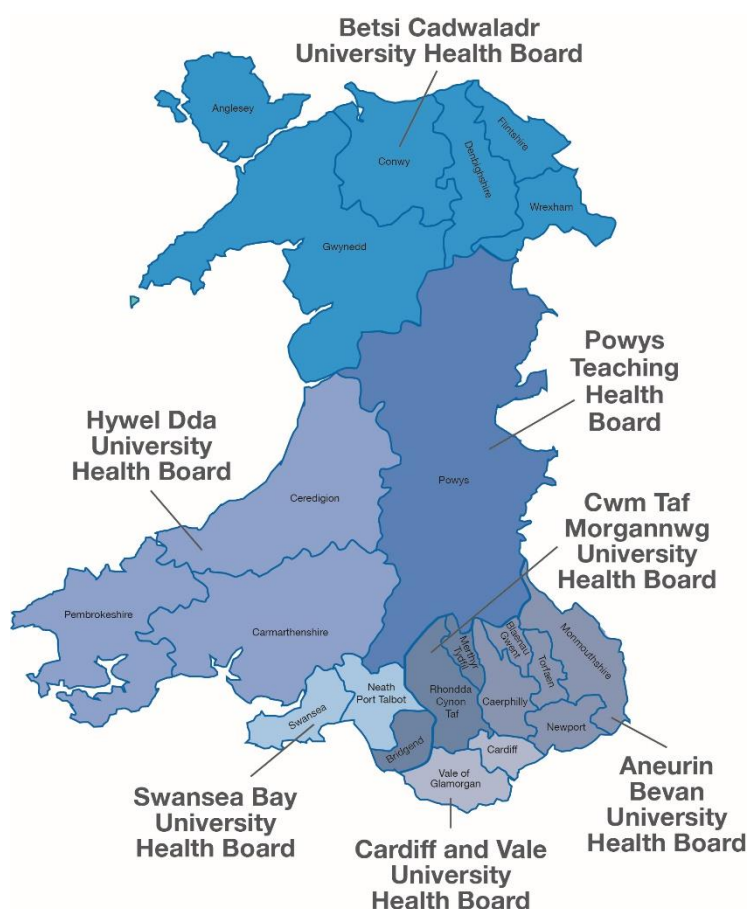 Betsi Cadwaladr
University Health Board
Anglesey
Conwy
Denbighshire
Flintshire
Wrexham
Gwynedd
Powys
Teaching
Health
Board
Hywel Dda
University
Health Board
Ceredigion
Powys
Cwm Taf
Morgannwg
University
Health Board
Pembrokeshire
Carmarthenshire
Swansea
Neath
Port Talbot
Bridgend
Rhondda
Cynon
Taf
Merthyr
Tydfil
Caerphilly
Blaenau
Gwent
Torfaen
Monmouthshire
Newport
Cardiff
Vale of
Glamorgan
Swansea Bay
University
Health Board
Cardiff and Vale
University
Health Board
Aneurin
Bevan
University
Health Board